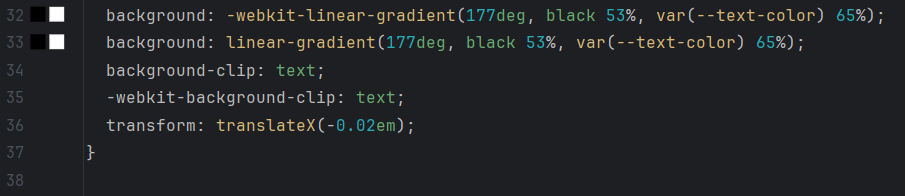 32 background: -webkit-linear-gradient(177deg, black 53%, var(--text-color) 65%);
33 background: linear-gradient(177deg, black 53%, var(--text-color) 65%);
34 background-clip: text;
35 -webkit-background-clip: text;
36 transform: translateX(-0.02em);
37 }
38